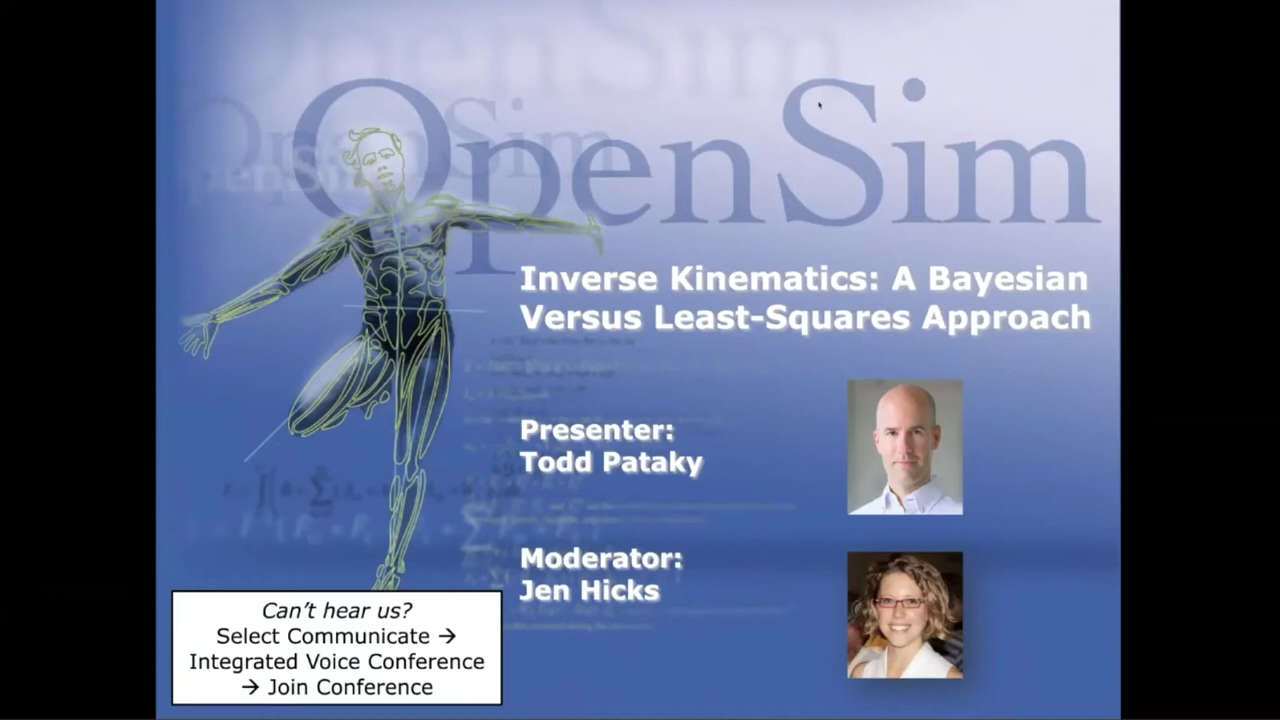 OpenSim
Inverse Kinematics: A Bayesian
Versus Least-Squares Approach
Presenter:
Todd Pataky
Moderator:
Jen Hicks
Can't hear us?
Select Communicate →
Integrated Voice Conference
→ Join Conference